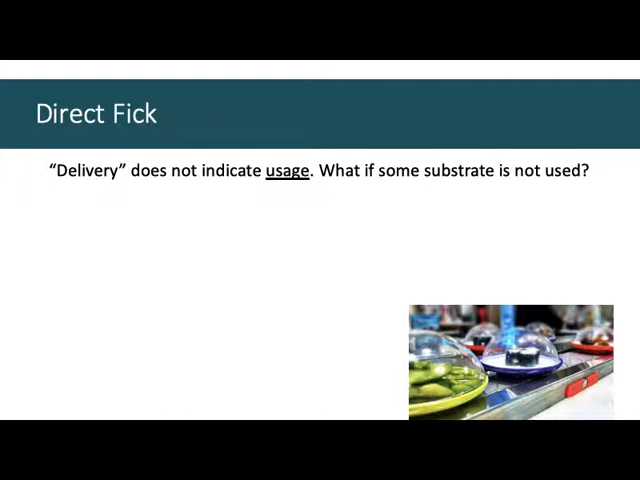 Direct Fick
“Delivery” does not indicate usage. What if some substrate is not used?